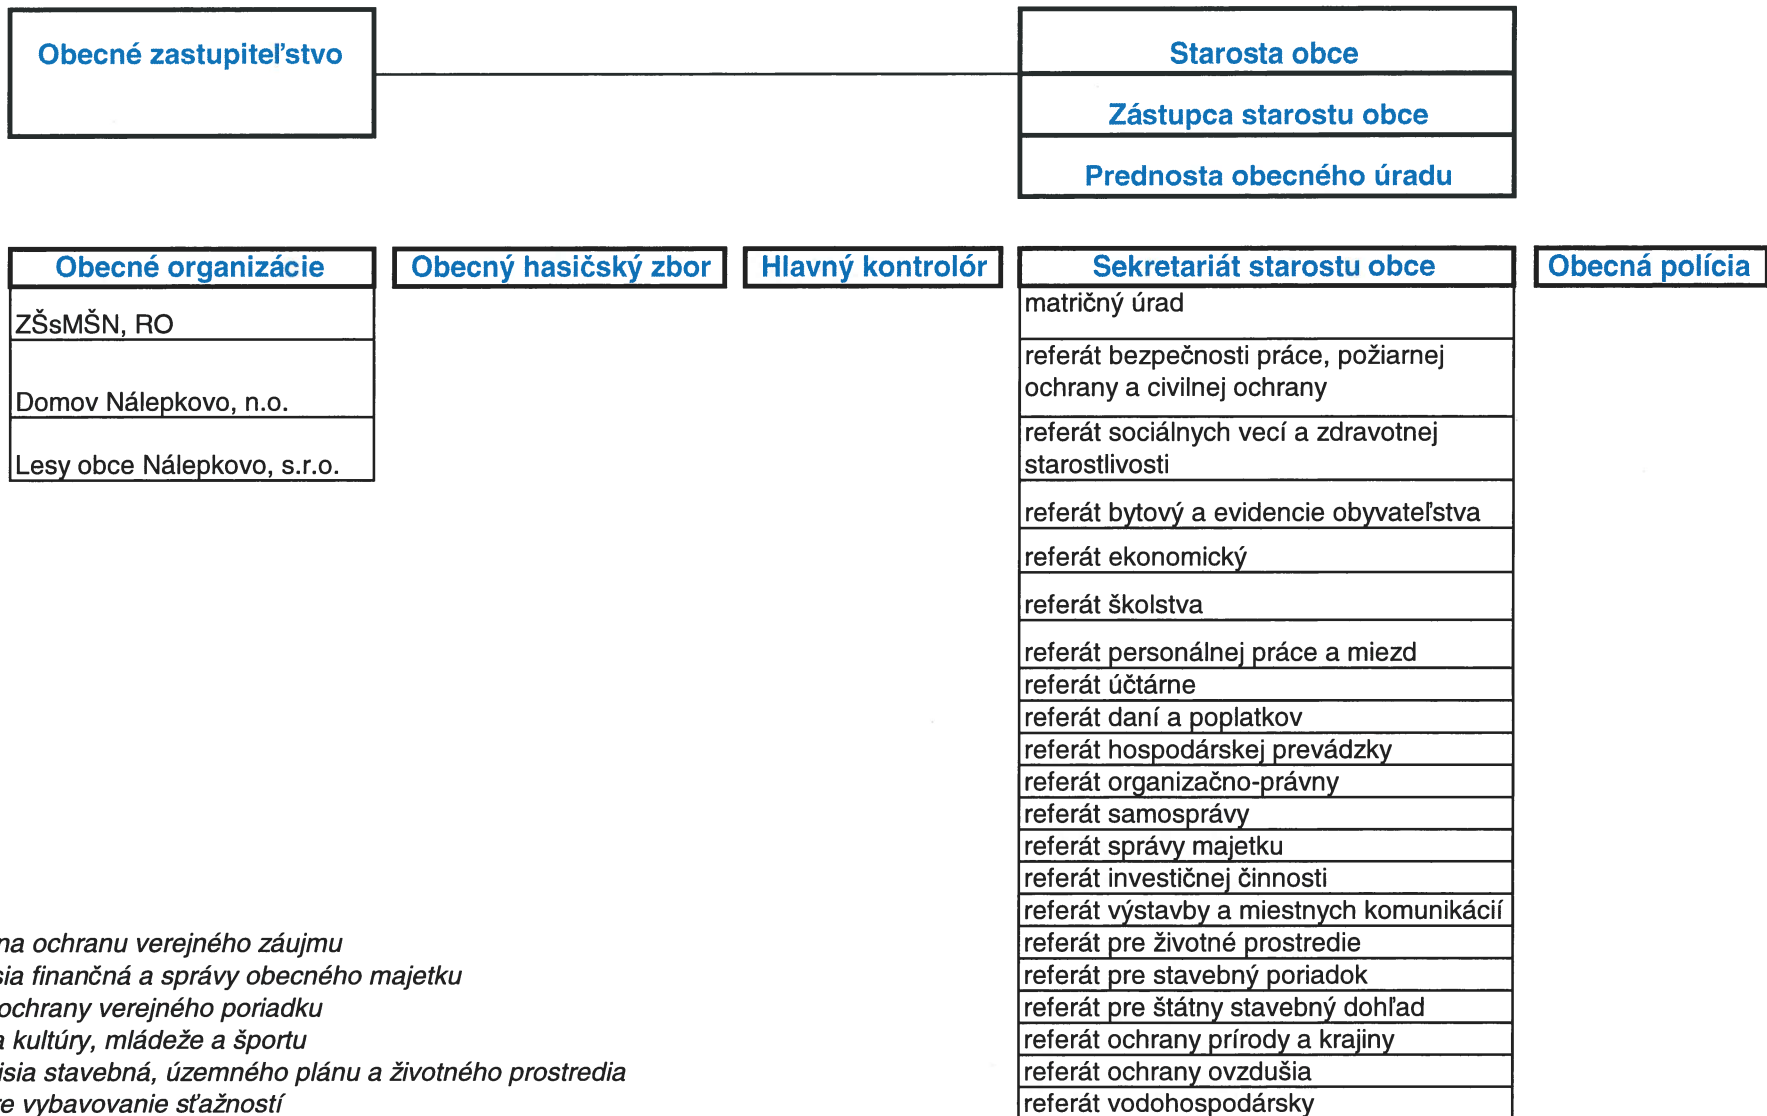 Obecné zastupiteľstvo
Starosta obce
Zástupca starostu obce
Prednosta obecného úradu
Obecné organizácie
ZŠsMŠN, RO
Domov Nálepkovo, n.o.
Lesy obce Nálepkovo, s.r.o.
Obecný hasičský zbor
Hlavný kontrolór
Sekretariát starostu obce
matričný úrad
referát bezpečnosti práce, požiarnej
ochrany a civilnej ochrany
referát sociálnych vecí a zdravotnej
starostlivosti
referát bytový a evidencie obyvateľstva
referát ekonomický
referát školstva
referát personálnej práce a miezd
referát účtárne
referát daní a poplatkov
referát hospodárskej prevádzky
referát organizačno-právny
referát samosprávy
referát správy majetku
referát investičnej činnosti
referát výstavby a miestnych komunikácií
referát pre životné prostredie
referát pre stavebný poriadok
referát pre štátny stavebný dohľad
referát ochrany prírody a krajiny
referát ochrany ovzdušia
referát vodohospodársky
Obecná polícia
na ochranu verejného záujmu
sia finančná a správy obecného majetku
ochrany verejného poriadku
a kultúry, mládeže a športu
isia stavebná, územného plánu a životného prostredia
re vybavovanie sťažností